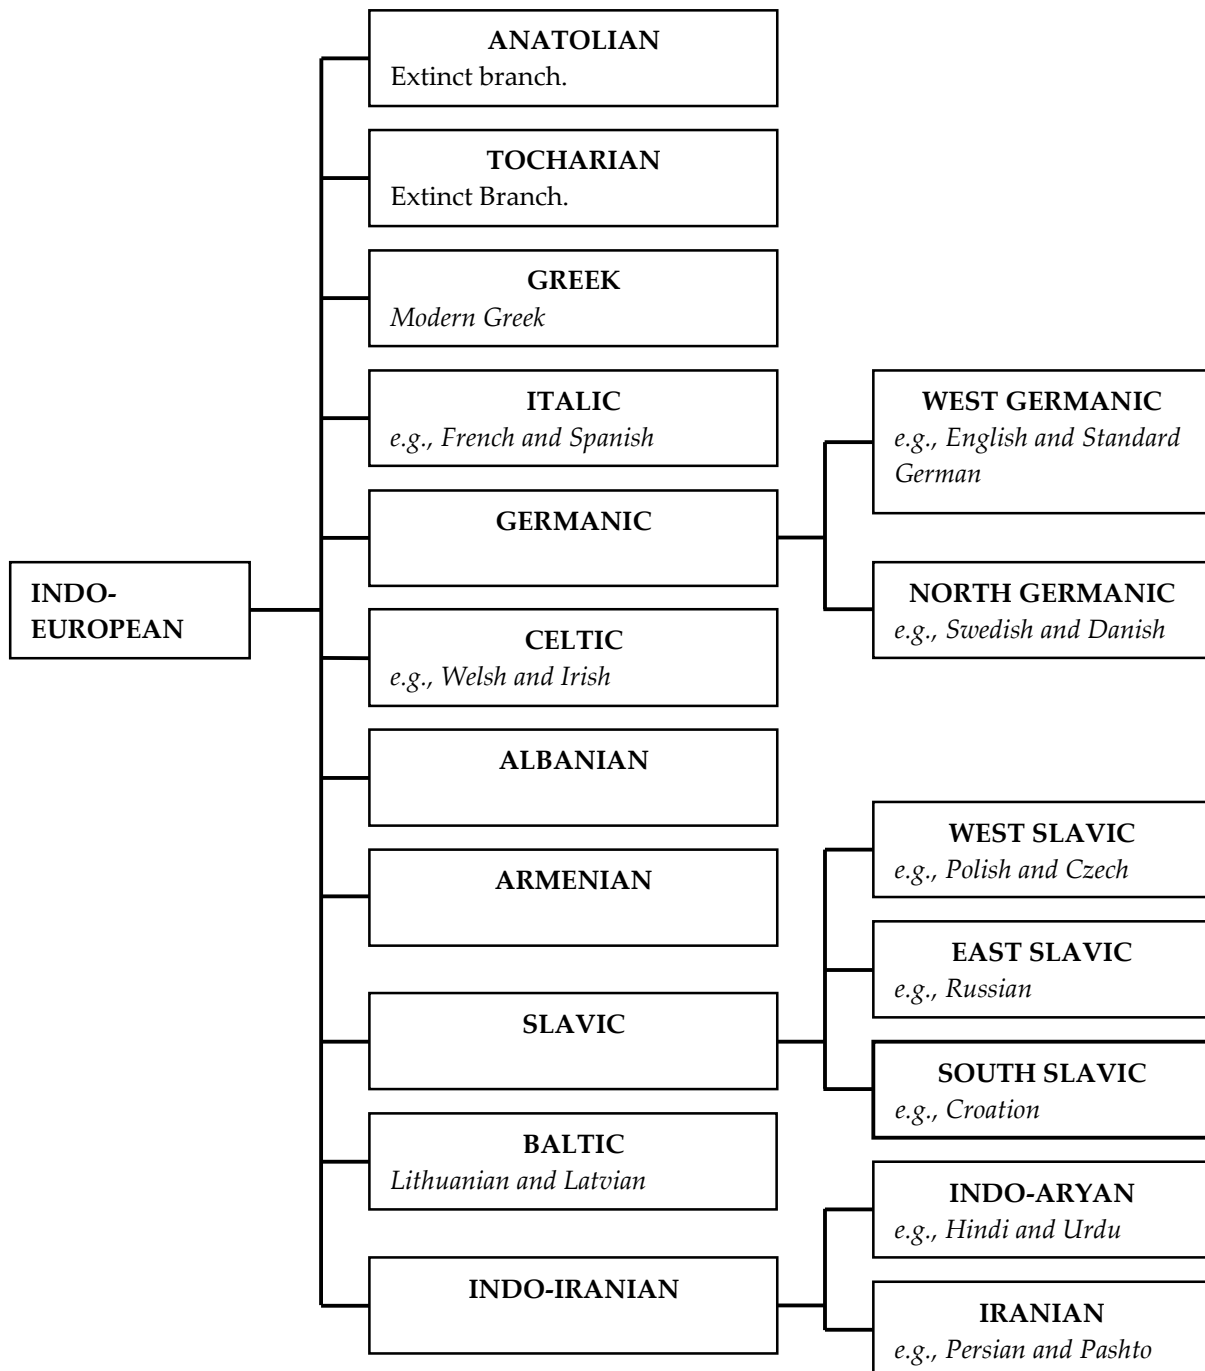 ANATOLIAN
Extinct branch.
TOCHARIAN
Extinct Branch.
GREEK
Modern Greek
ITALIC
e.g., French and Spanish
GERMANIC
WEST GERMANIC
e.g., English and Standard
German
NORTH GERMANIC
e.g., Swedish and Danish
INDO-
EUROPEAN
CELTIC
e.g., Welsh and Irish
ALBANIAN
ARMENIAN
SLAVIC
WEST SLAVIC
e.g., Polish and Czech
EAST SLAVIC
e.g., Russian
SOUTH SLAVIC
e.g., Croation
BALTIC
Lithuanian and Latvian
INDO-IRANIAN
INDO-ARYAN
e.g., Hindi and Urdu
IRANIAN
e.g., Persian and Pashto